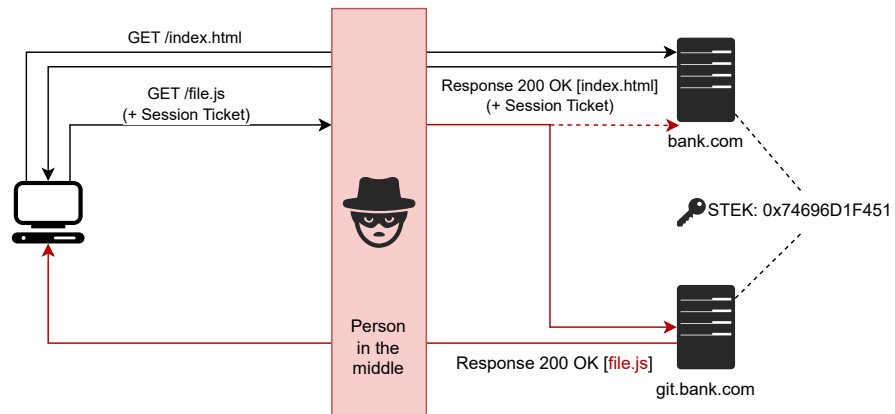 GET /index.html
GET /file.js
(+ Session Ticket)
Response 200 OK [index.html]
(+ Session Ticket)
bank.com
STEK: 0x74696D1F451
Person
in the
middle
Response 200 OK [file.js]
git.bank.com